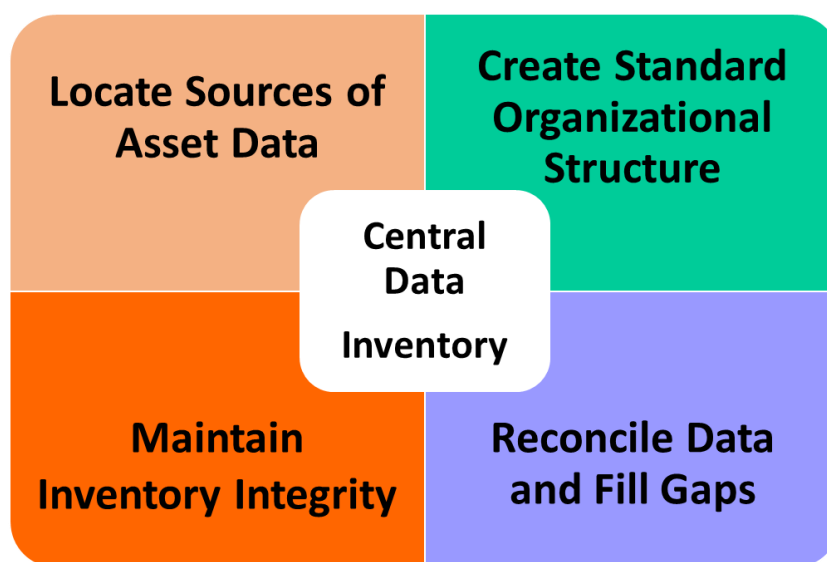 Locate Sources of
Asset Data
Create Standard
Organizational
Structure
Central
Data
Inventory
Maintain
Inventory Integrity
Reconcile Data
and Fill Gaps